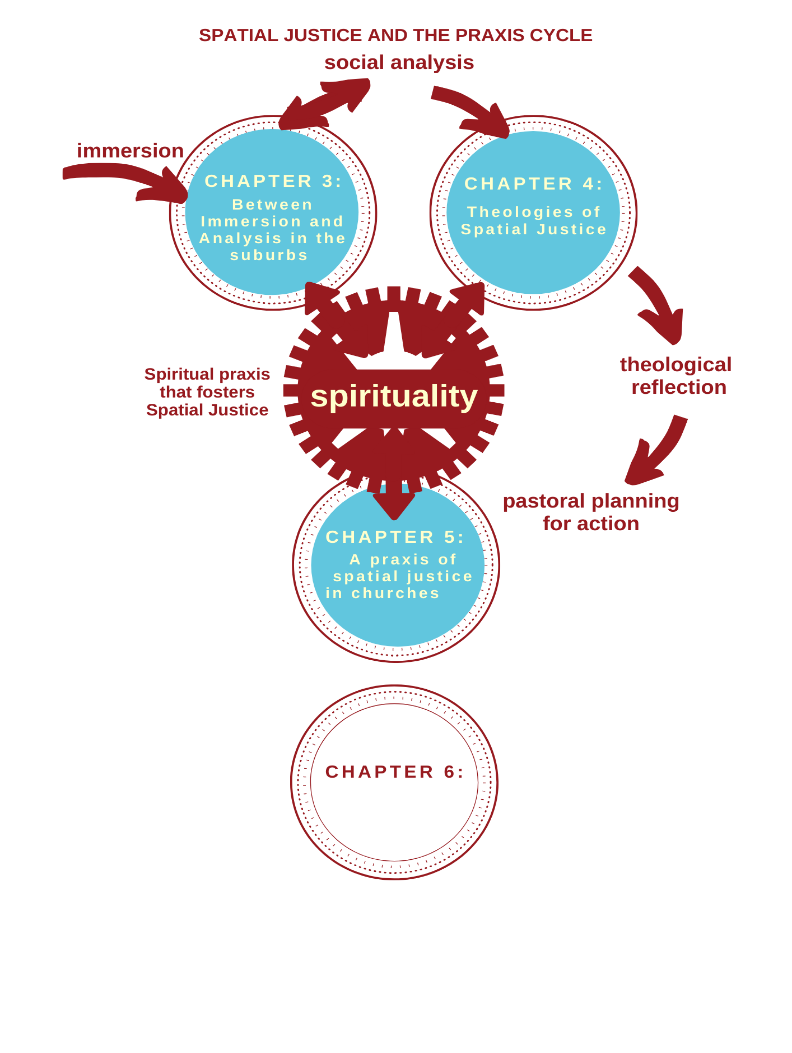 SPATIAL JUSTICE AND THE PRAXIS CYCLE
social analysis
immersion
CHAPTER 3:
Between
Immersion and
Analysis in the
suburbs
CHAPTER 4:
Theologies of
Spatial Justice
theological
reflection
Spiritual praxis
that fosters
Spatial Justice
spirituality
pastoral planning
for action
CHAPTER 5:
A praxis of
spatial justice
in churches
CHAPTER 6: